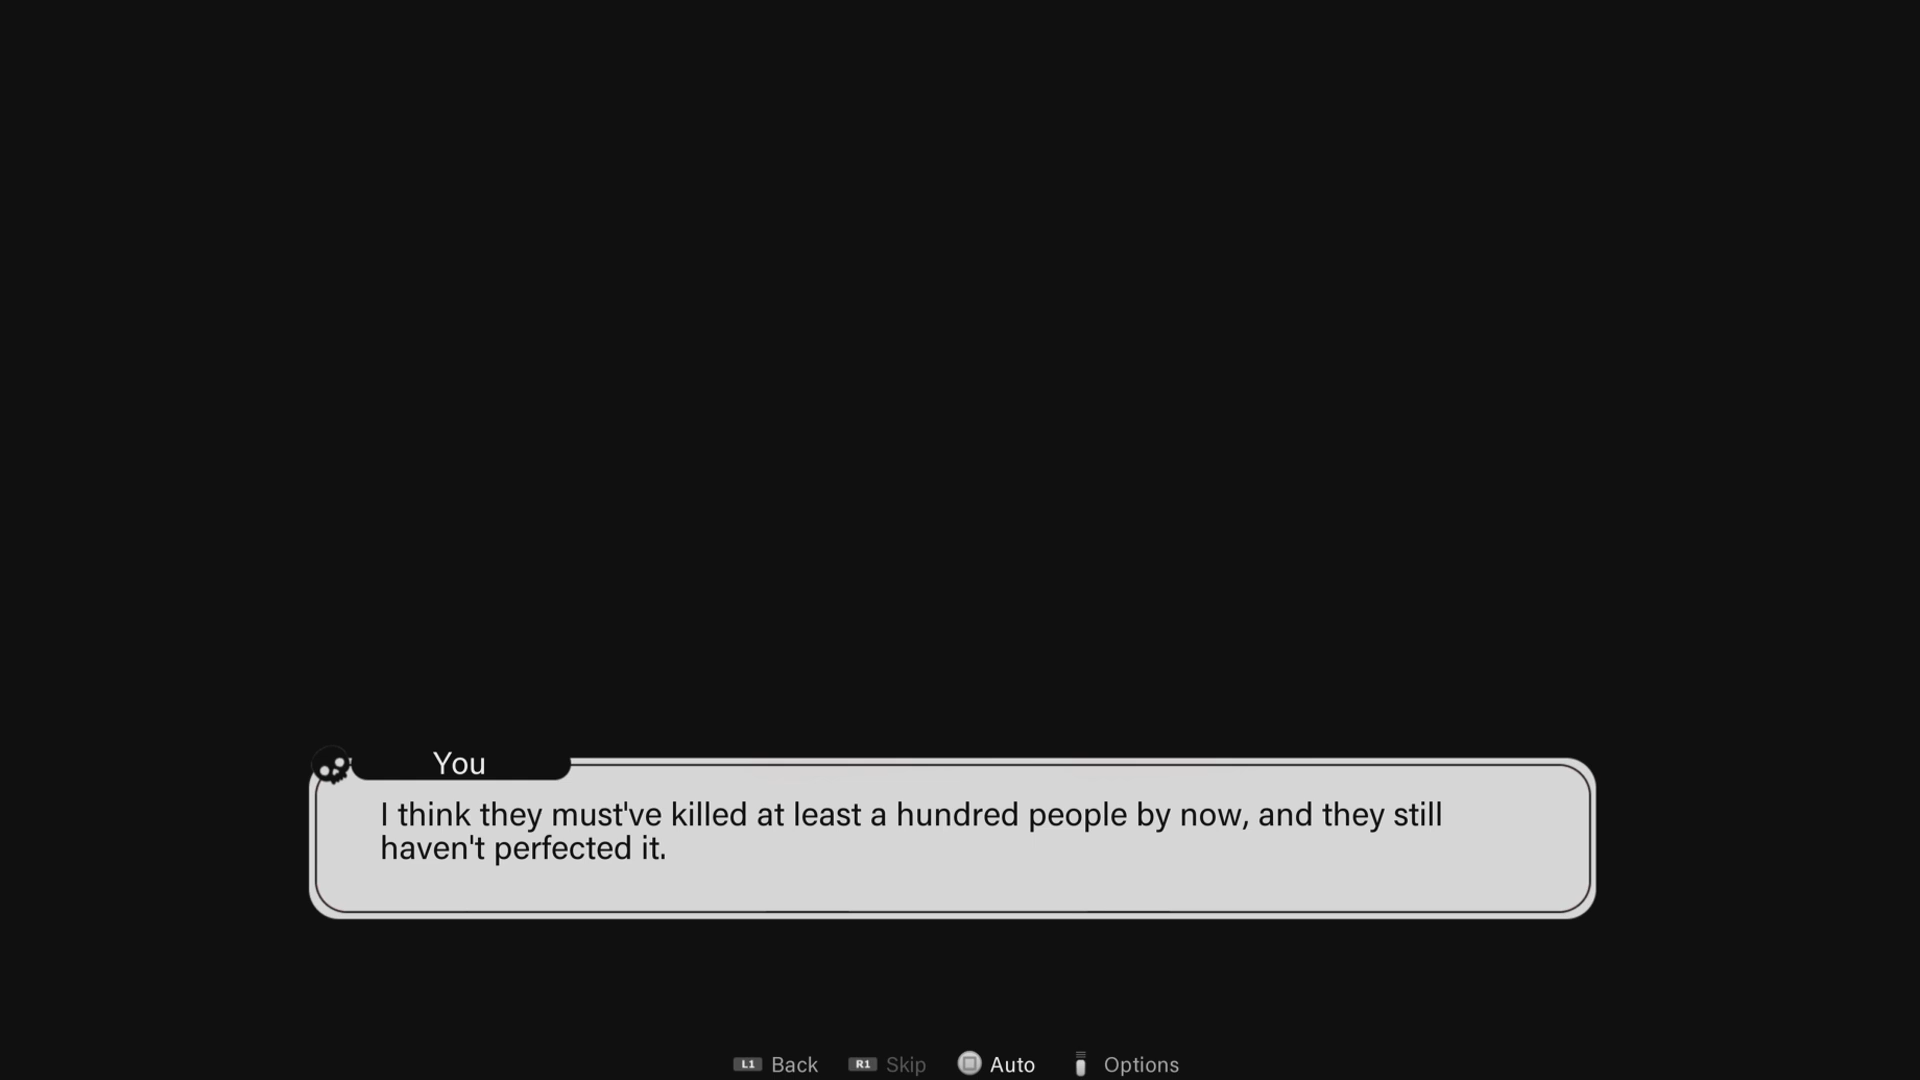 You
I think they must've killed at least a hundred people by now, and they still
haven't perfected it.
L1 Back R1 Skip Auto Options